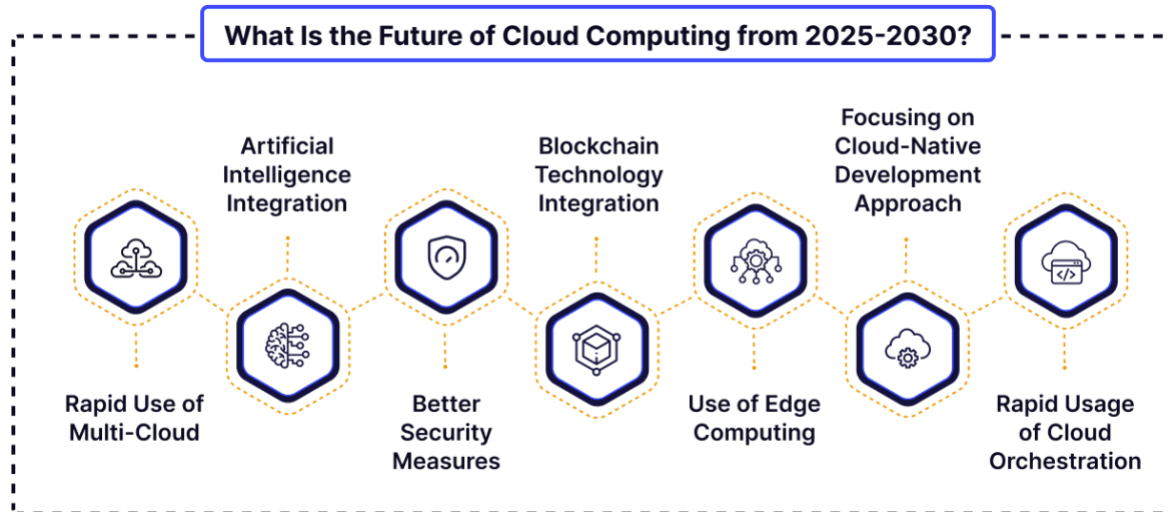 What Is the Future of Cloud Computing from 2025-2030?
Rapid Use of
Multi-Cloud
Artificial
Intelligence
Integration
Better
Security
Measures
Blockchain
Technology
Integration
Use of Edge
Computing
Focusing on
Cloud-Native
Development
Approach
Rapid Usage
of Cloud
Orchestration